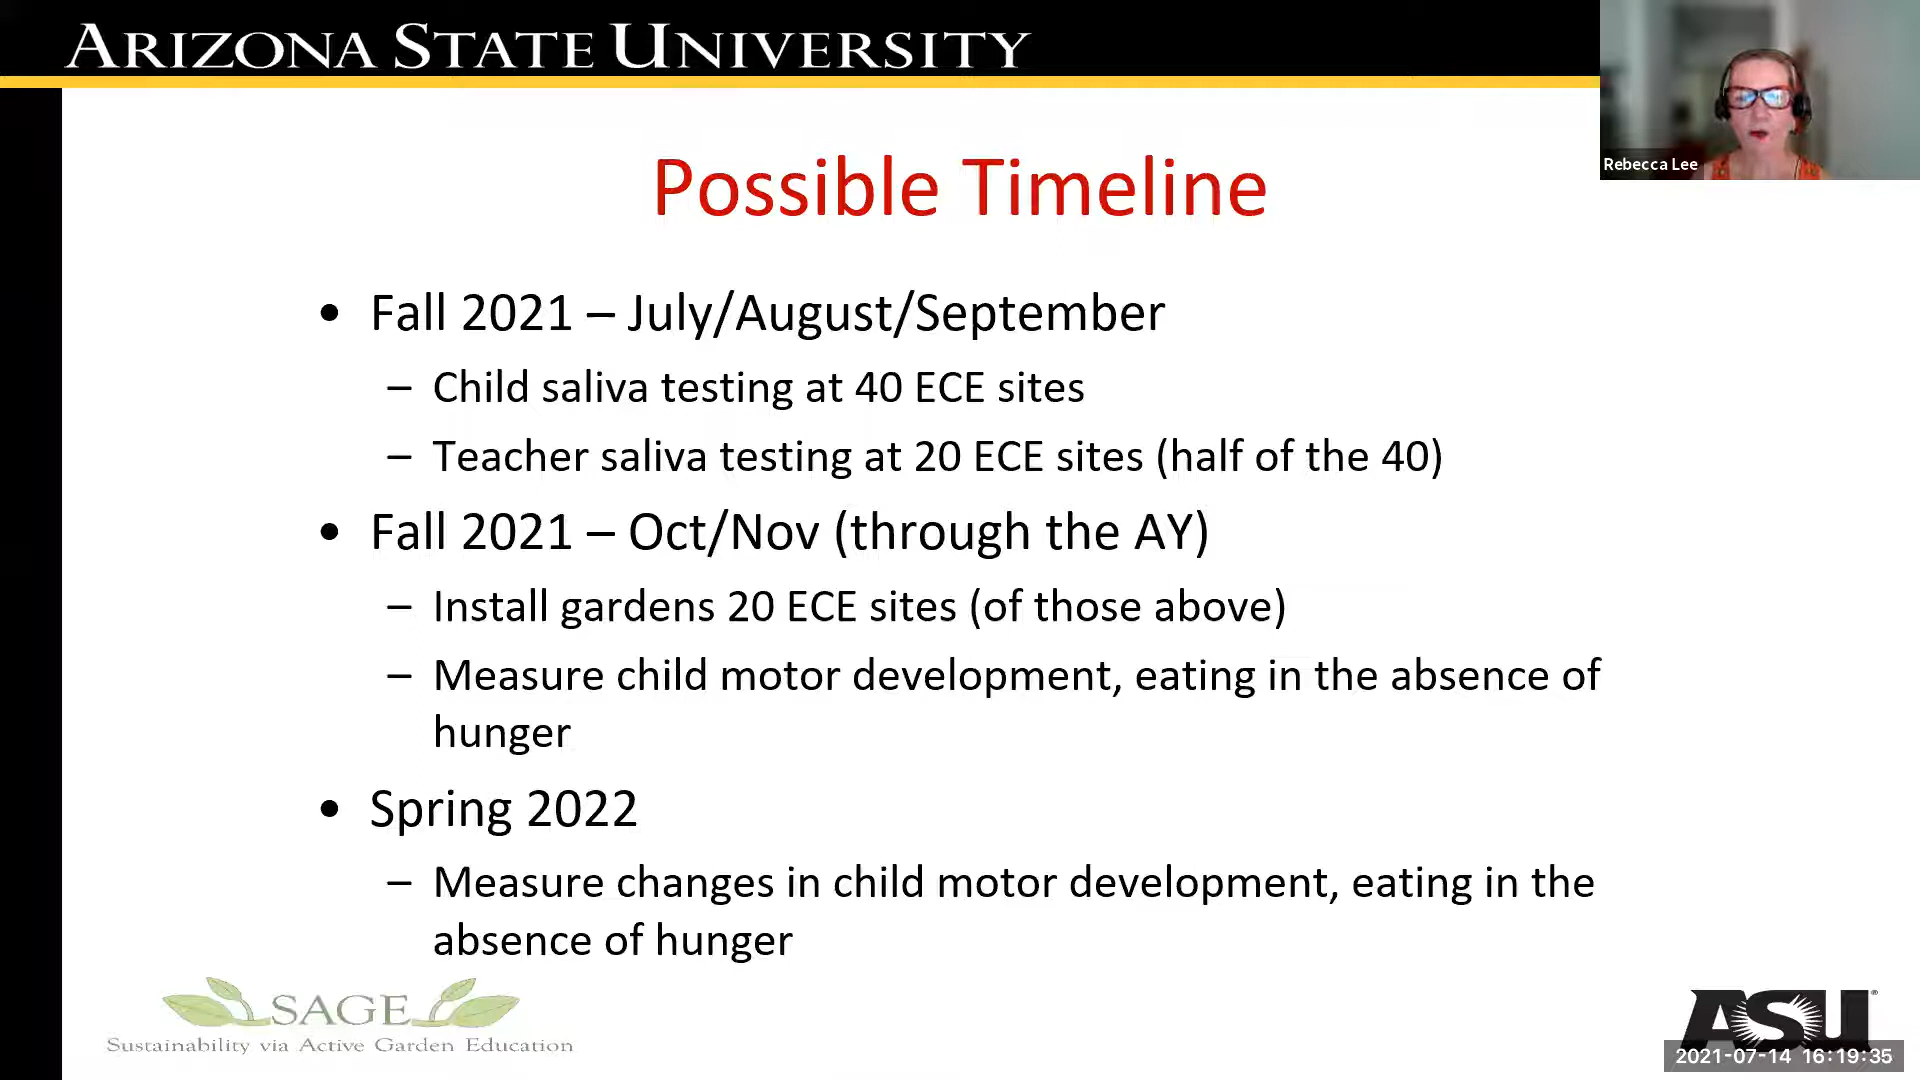 ARIZONA STATE UNIVERSITY
Rebecca Lee
Possible Timeline
• Fall 2021 – July/August/September
– Child saliva testing at 40 ECE sites
– Teacher saliva testing at 20 ECE sites (half of the 40)
• Fall 2021 – Oct/Nov (through the AY)
– Install gardens 20 ECE sites (of those above)
– Measure child motor development, eating in the absence of
hunger
• Spring 2022
– Measure changes in child motor development, eating in the
absence of hunger
SAGE
Sustainability via Active Garden Education
ASU®
2021-07-14 16:19:35